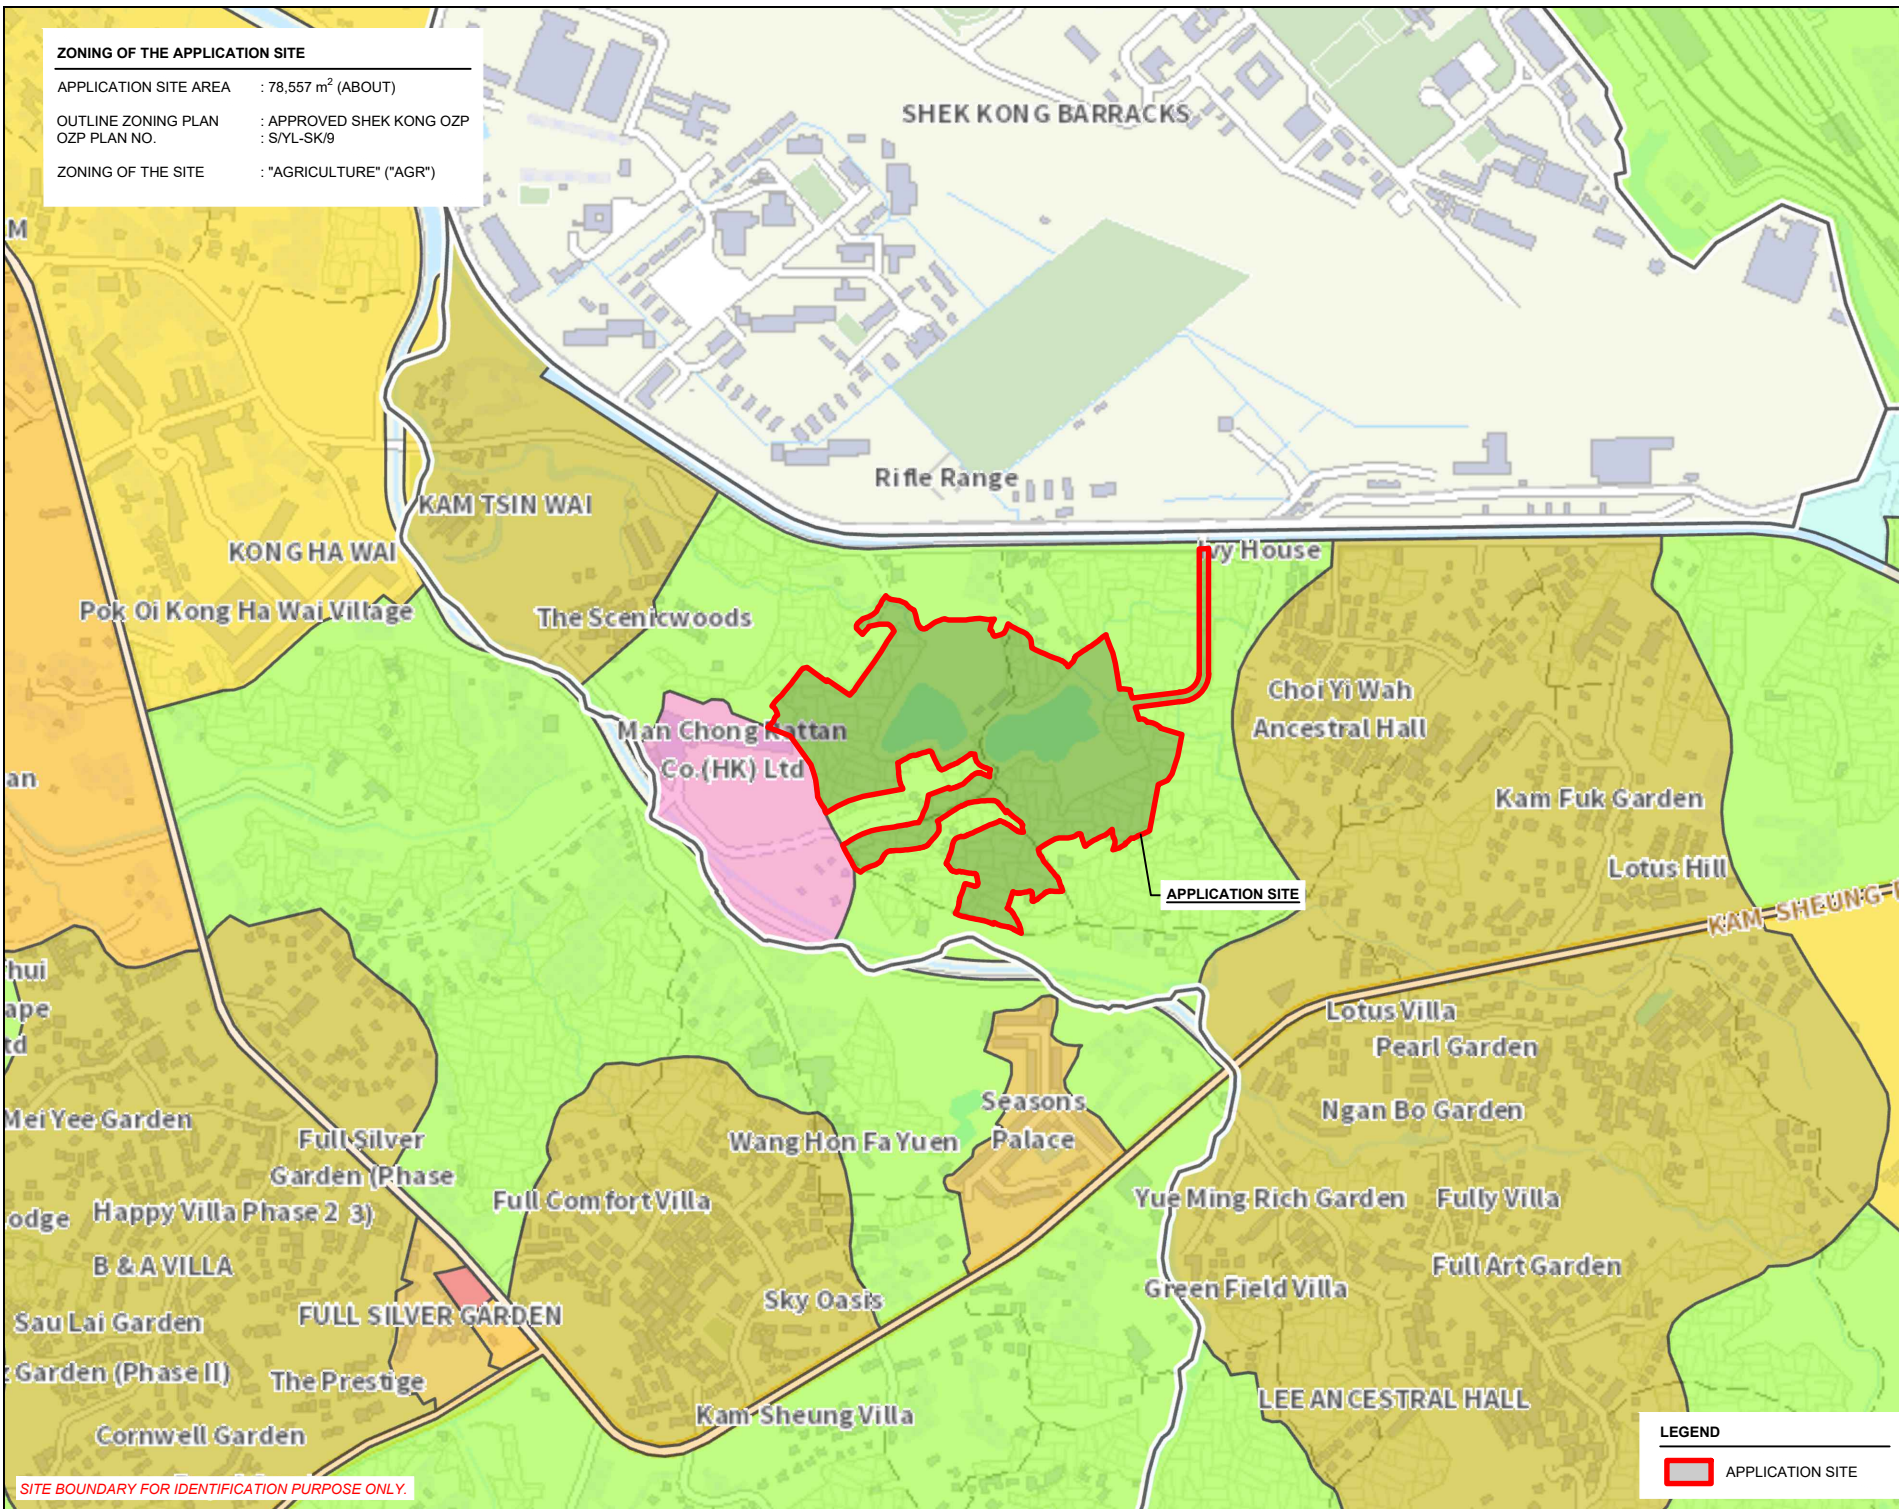 ZONING OF THE APPLICATION SITE
APPLICATION SITE AREA : 78,557 m² (ABOUT)
OUTLINE ZONING PLAN : APPROVED SHEK KONG OZP
OZP PLAN NO. : S/YL-SK/9
ZONING OF THE SITE : "AGRICULTURE" ("AGR")
SHEK KONG BARRACKS
M
Rifle Range
KAM TSIN WAI
KONG HA WAI
Ivy House
Pok Oi Kong Ha Wai Village
The Scenicwoods
Choi Yi Wah
Ancestral Hall
Man Chong Rattan
Co.(HK) Ltd
an
Kam Fuk Garden
Lotus Hill
APPLICATION SITE
KAM SHEUNG
hui
ape
td
Lotus Villa
Pearl Garden
Seasons
Palace
Ngan Bo Garden
Mei Yee Garden
Full Silver
Garden (Phase
3)
Wang Hon Fa Yuen
Full Comfort Villa
Yue Ming Rich Garden
Fully Villa
odge
Happy Villa Phase 2
B & A VILLA
Full Art Garden
Green Field Villa
Sky Oasis
Sau Lai Garden
FULL SILVER GARDEN
Garden (Phase II)
The Prestige
LEE ANCESTRAL HALL
Kam Sheung Villa
Cornwell Garden
LEGEND
APPLICATION SITE
SITE BOUNDARY FOR IDENTIFICATION PURPOSE ONLY.